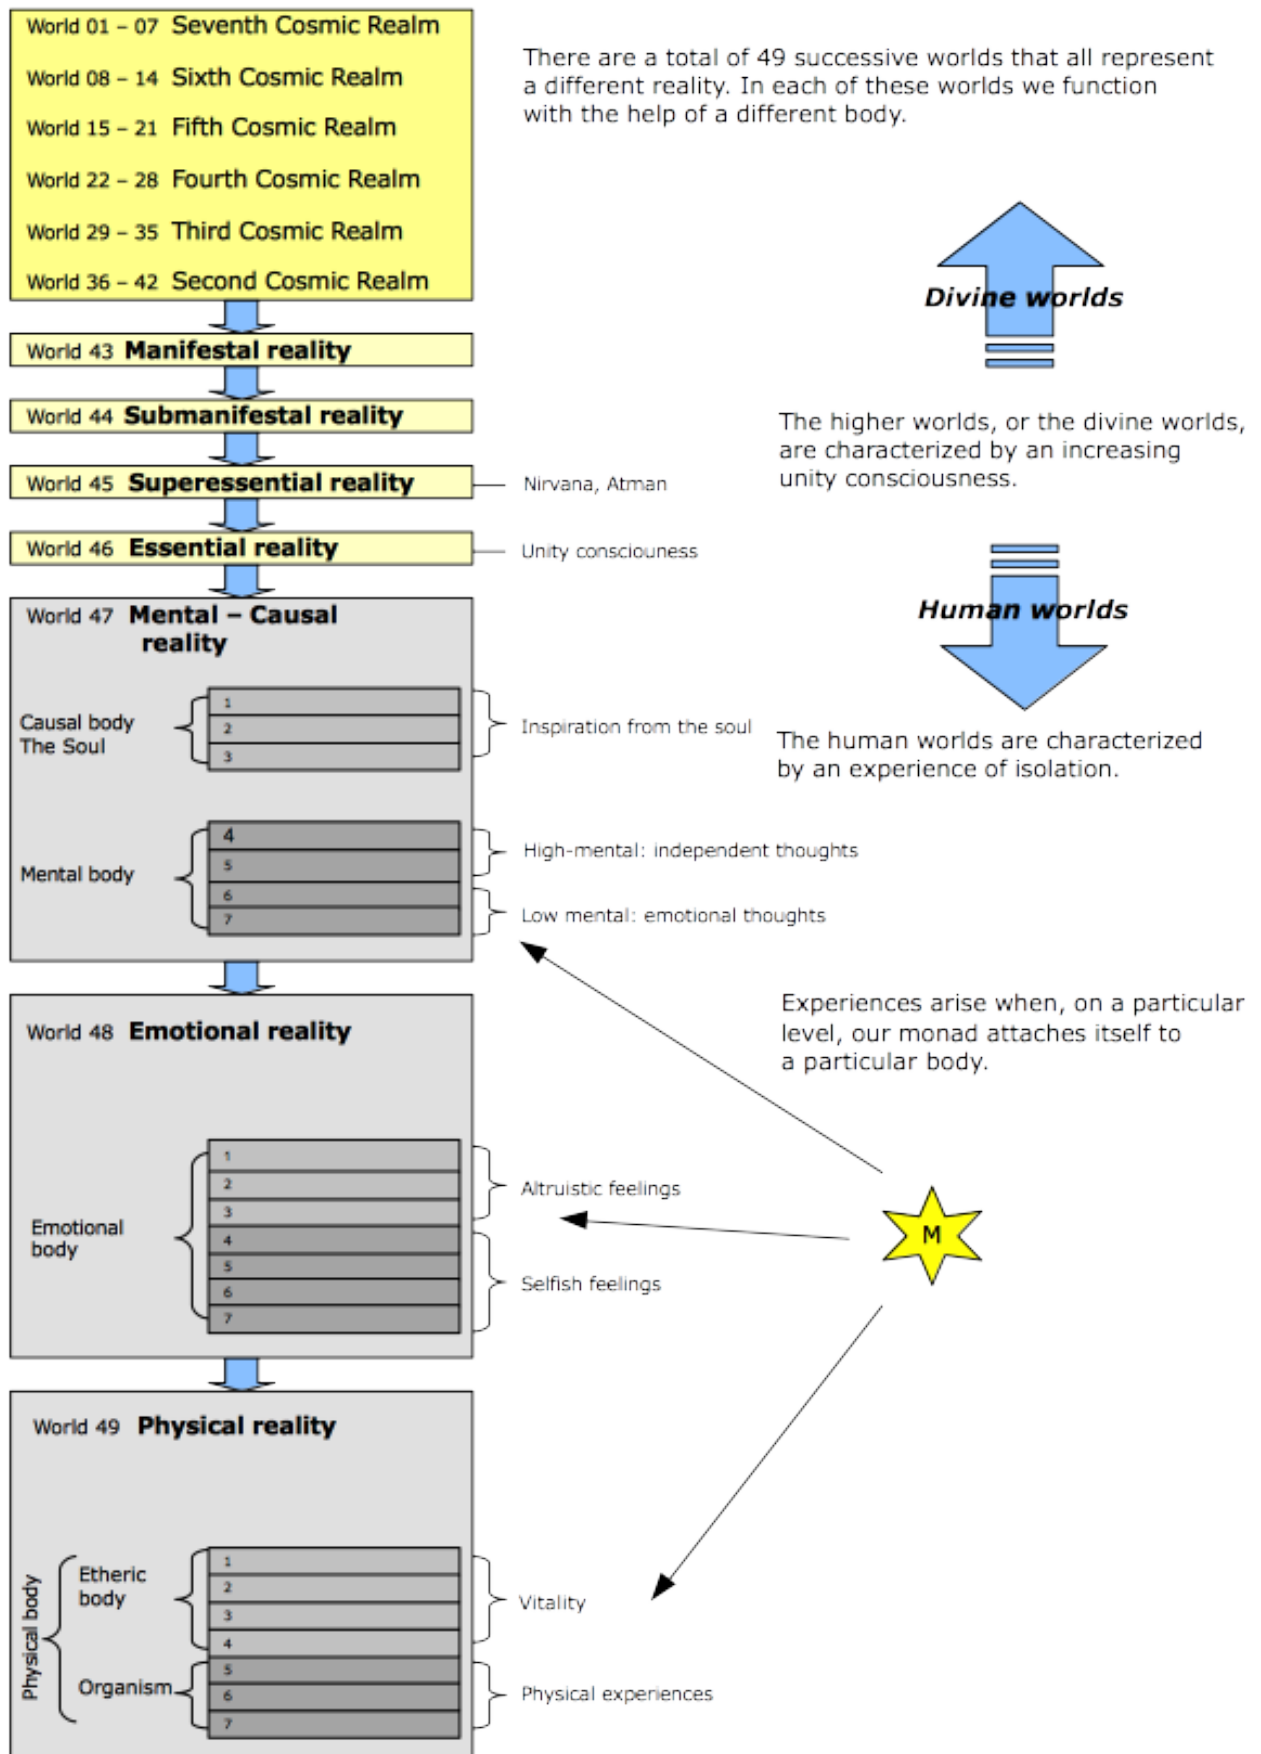 World 01 – 07 Seventh Cosmic Realm
World 08 – 14 Sixth Cosmic Realm
World 15 – 21 Fifth Cosmic Realm
World 22 – 28 Fourth Cosmic Realm
World 29 – 35 Third Cosmic Realm
World 36 – 42 Second Cosmic Realm
There are a total of 49 successive worlds that all represent
a different reality. In each of these worlds we function
with the help of a different body.
Divine worlds
World 43 Manifestal reality
World 44 Submanifestal reality
The higher worlds, or the divine worlds,
are characterized by an increasing
unity consciousness.
World 45 Superessential reality
Nirvana, Atman
World 46 Essential reality
Unity consciouness
Human worlds
World 47 Mental – Causal
reality
Causal body
The Soul
1
2
3
Inspiration from the soul
The human worlds are characterized
by an experience of isolation.
Mental body
4
5
6
7
High-mental: independent thoughts
Low mental: emotional thoughts
World 48 Emotional reality
Experiences arise when, on a particular
level, our monad attaches itself to
a particular body.
Emotional
body
1
2
3
4
5
6
7
Altruistic feelings
Selfish feelings
M
World 49 Physical reality
Physical body
Etheric
body
Organism
1
2
3
4
5
6
7
Vitality
Physical experiences